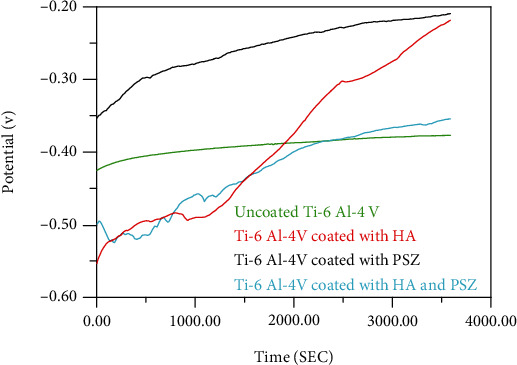 Potential (v)
−0.20
−0.30
−0.40
−0.50
−0.60
Uncoated Ti-6 Al-4 V
Ti-6 Al-4V coated with HA
Ti-6 Al-4V coated with PSZ
Ti-6 Al-4V coated with HA and PSZ
0.00 1000.00 2000.00 3000.00 4000.00
Time (SEC)